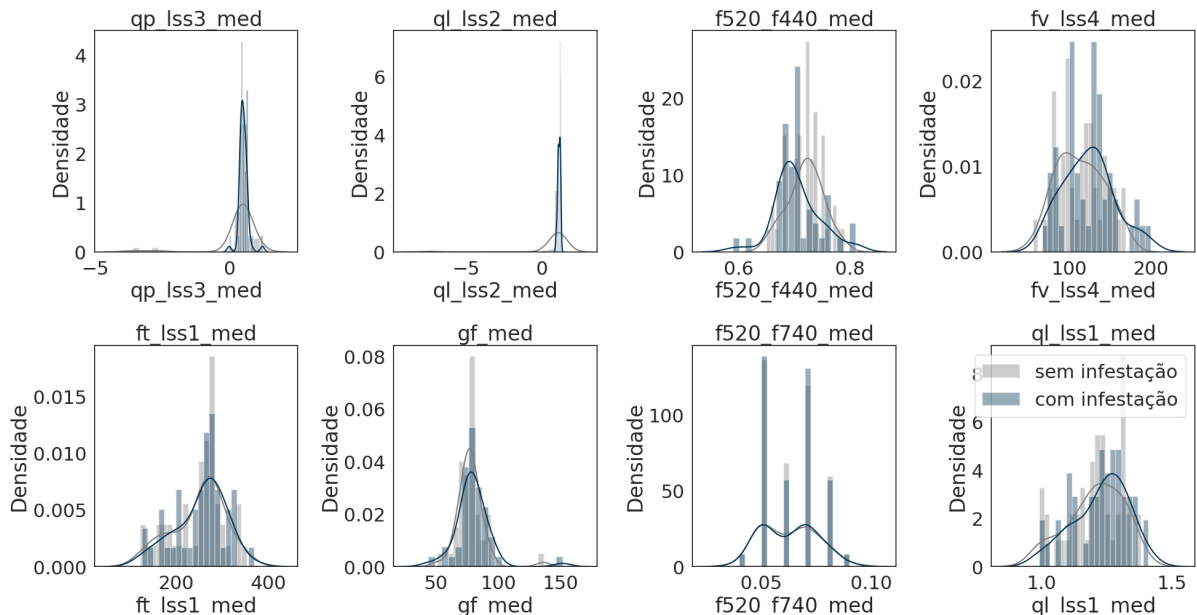 qp_lss3_med
ql_lss2_med
f520_f440_med
fv_lss4_med
Densidade
4
3
2
1
0
−5
0
qp_lss3_med
Densidade
6
4
2
0
−5
0
ql_lss2_med
Densidade
20
10
0
0.6
0.8
f520_f440_med
Densidade
0.02
0.01
0.00
100
200
fv_lss4_med
ft_lss1_med
gf_med
f520_f740_med
ql_lss1_med
Densidade
0.015
0.010
0.005
0.000
200
400
ft_lss1_med
Densidade
0.08
0.06
0.04
0.02
0.00
50
100
150
gf_med
Densidade
100
50
0
0.05
0.10
f520_f740_med
Densidade
8
6
4
2
0
1.0
1.5
ql_lss1_med
sem infestação
com infestação